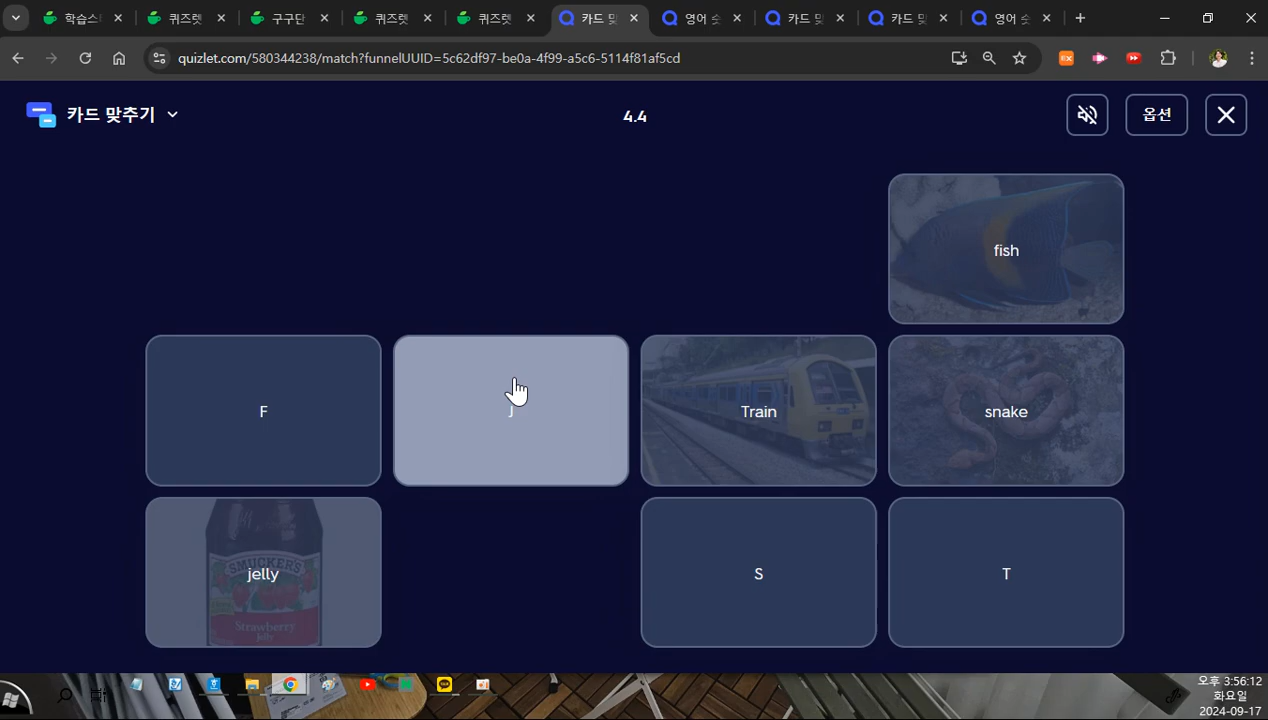 학습스
퀴즈렛
구구단
퀴즈렛
퀴즈렛
카드 맞
영어 숫
카드 맞
카드 맞
영어 숫
quizlet.com/580344238/match?funnelUUID=5c62df97-be0a-4f99-a5c6-5114f81af5cd
카드 맞추기
4.4
옵션
fish
F
J
Train
snake
SMUCKER'S
Strawberry
Jelly
jelly
S
T
오후 3:56:12
화요일
2024-09-17